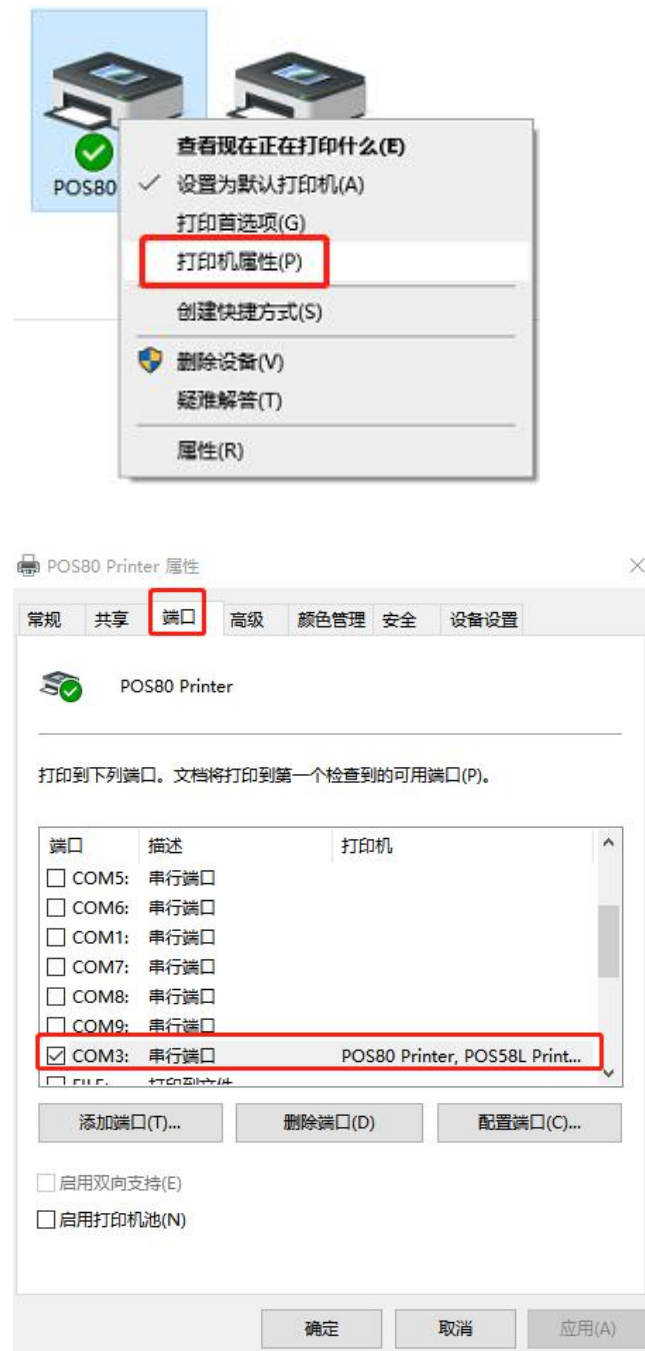 POS80
查看现在正在打印什么(E)
设置为默认打印机(A)
打印首选项(G)
打印机属性(P)
创建快捷方式(S)
删除设备(V)
疑难解答(T)
属性(R)
POS80 Printer 属性
常规 共享 端口 高级 颜色管理 安全 设备设置
POS80 Printer
打印到下列端口。文档将打印到第一个检查到的可用端口(P)。
端口 描述 打印机
COM5: 串行端口
COM6: 串行端口
COM1: 串行端口
COM7: 串行端口
COM8: 串行端口
COM9: 串行端口
COM3: 串行端口 POS80 Printer, POS58L Print...
FILE: 打印到文件
添加端口(T)... 删除端口(D) 配置端口(C)...
启用双向支持(E)
启用打印机池(N)
确定 取消 应用(A)